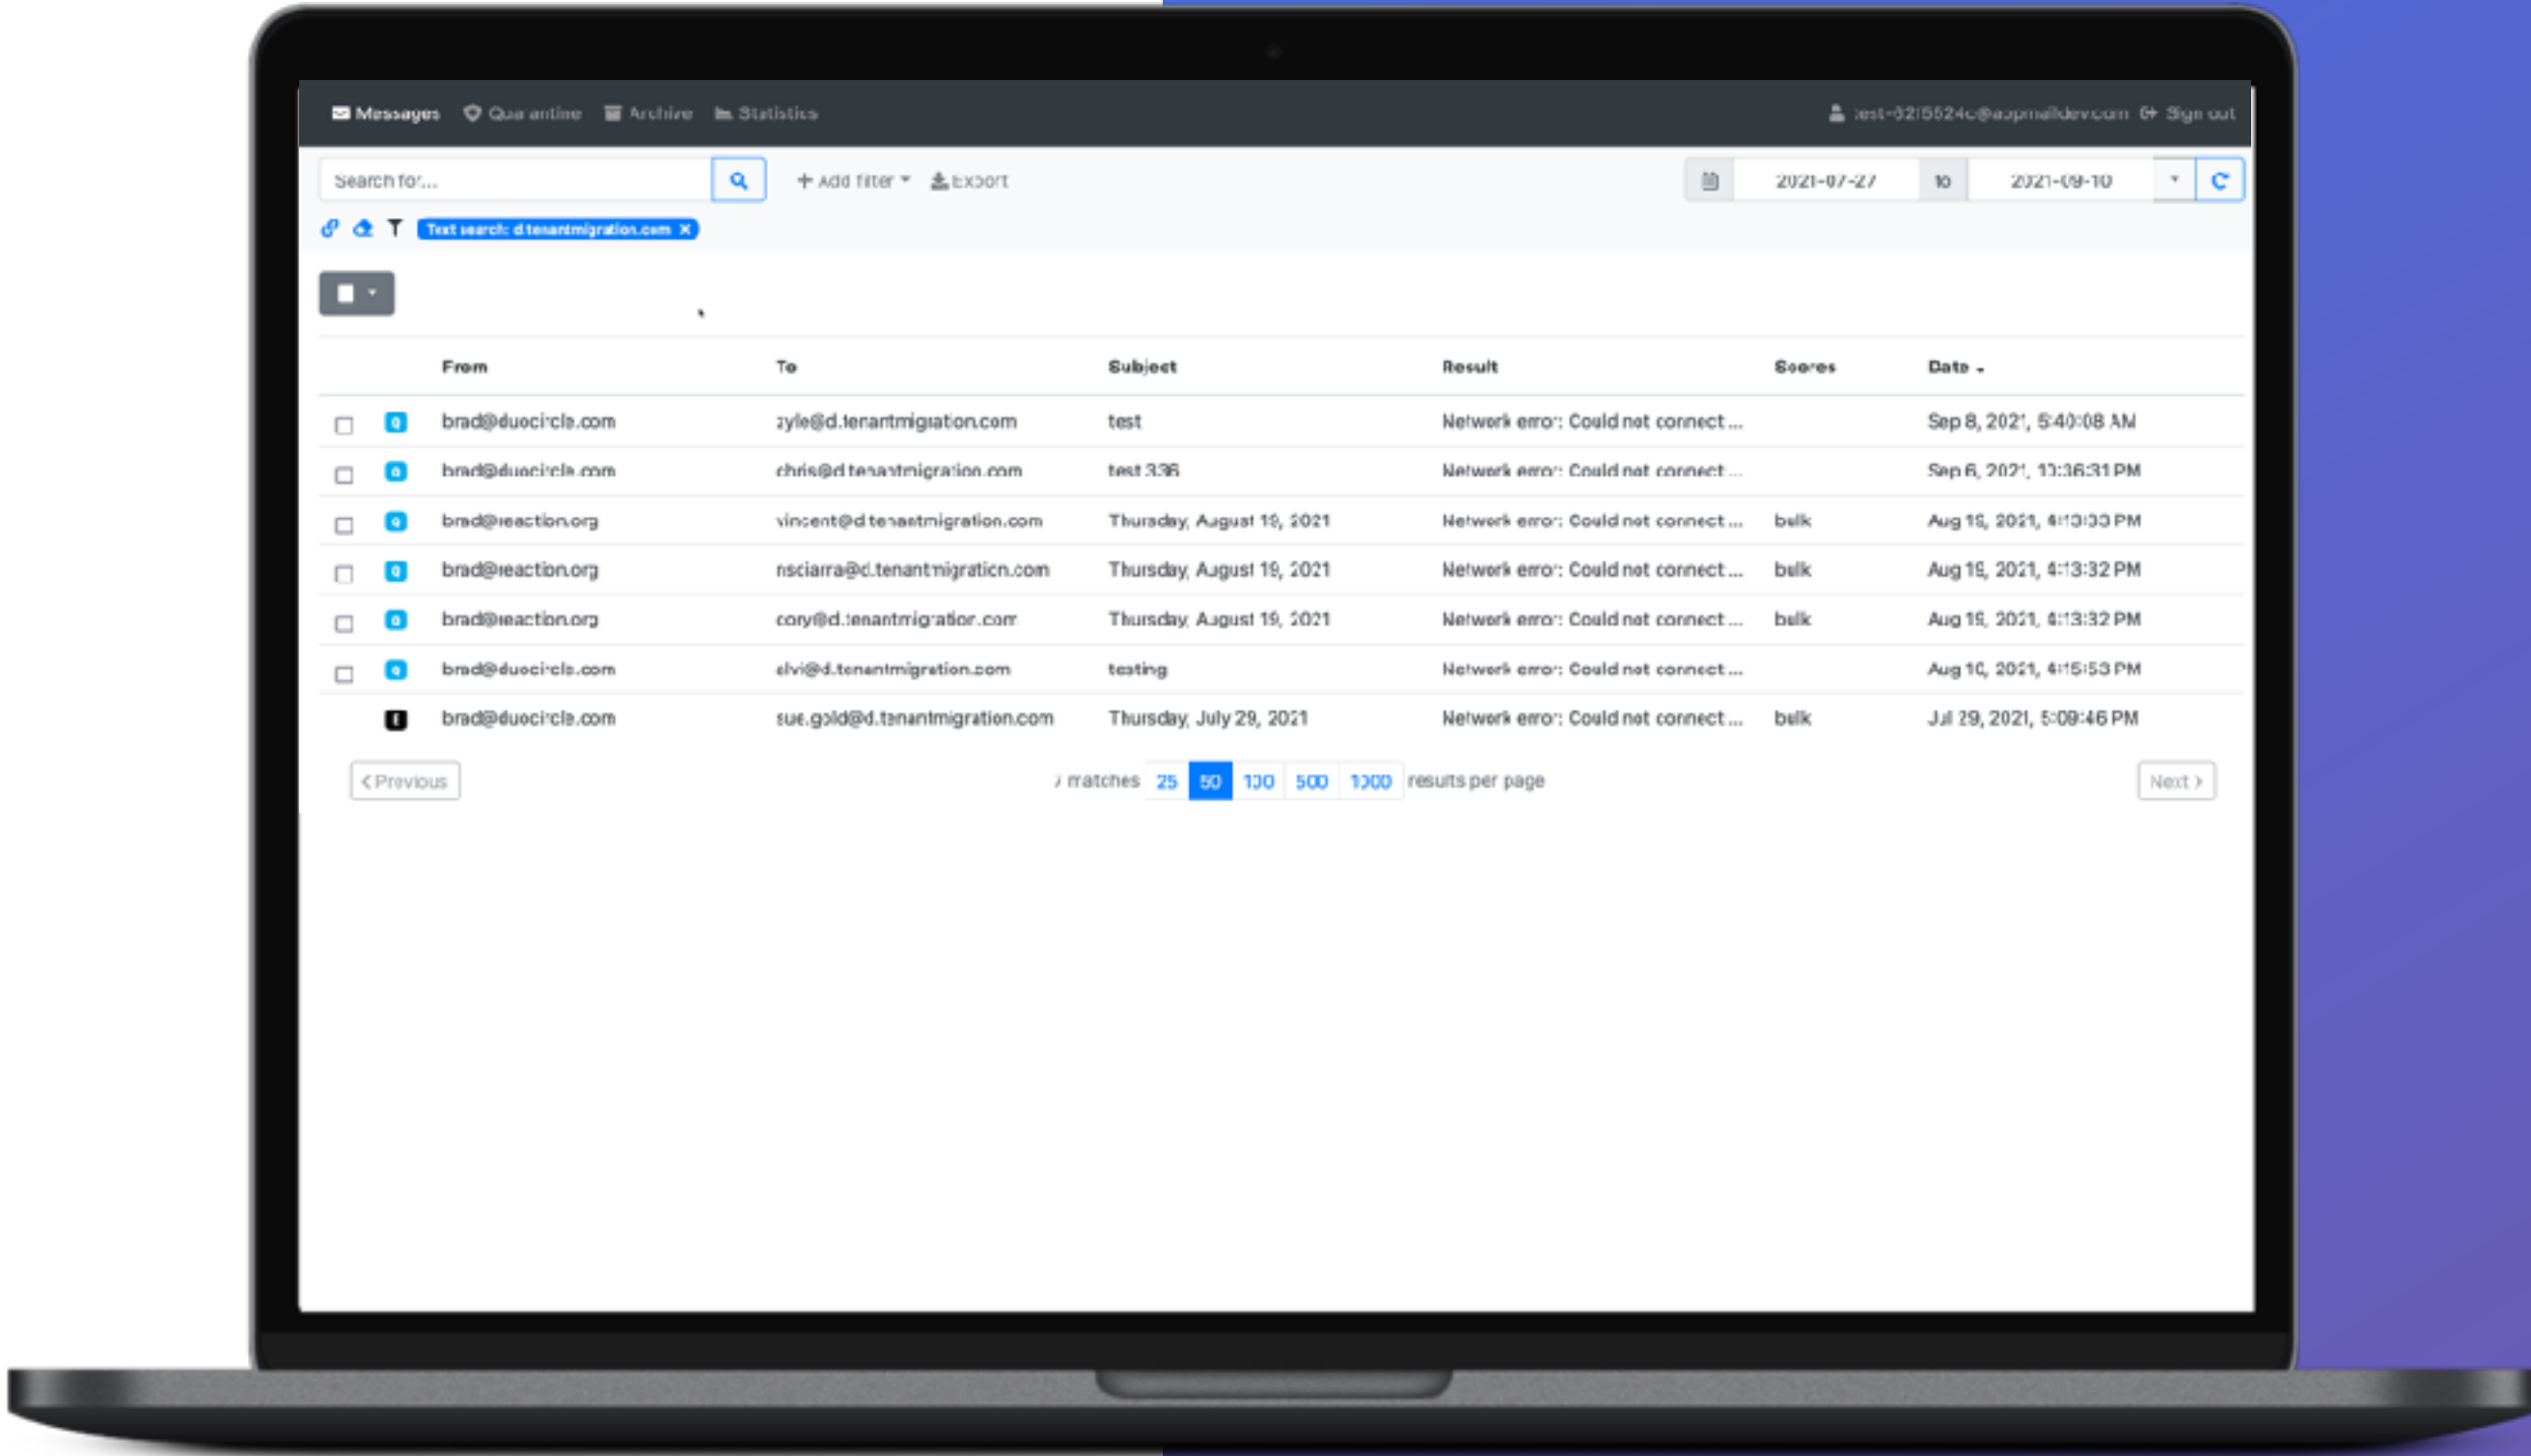 Messages Quarantine Archive Statistics Sign out
Search for... Add filter Export 2021-07-27 to 2021-09-10
Text search: d.tenantmigration.com ×
From To Subject Result Scores Date
brad@duocircle.com zyle@d.tenantmigration.com test Network error: Could not connect ... Sep 8, 2021, 5:40:08 AM
brad@duocircle.com chris@d.tenantmigration.com test 336 Network error: Could not connect ... Sep 6, 2021, 10:36:31 PM
brad@reaction.org vincent@d.tenantmigration.com Thursday, August 19, 2021 Network error: Could not connect ... bulk Aug 19, 2021, 4:13:33 PM
brad@reaction.org nsciarra@d.tenantmigration.com Thursday, August 19, 2021 Network error: Could not connect ... bulk Aug 19, 2021, 4:13:32 PM
brad@reaction.org cory@d.tenantmigration.com Thursday, August 19, 2021 Network error: Could not connect ... bulk Aug 19, 2021, 4:13:32 PM
brad@duocircle.com elvi@d.tenantmigration.com testing Network error: Could not connect ... Aug 2021, 4:15:53 PM
brad@duocircle.com sue.gold@d.tenantmigration.com Thursday, July 29, 2021 Network error: Could not connect ... bulk Jul 29, 2021, 5:09:46 PM
Previous 7 matches 25 50 100 500 1000 results per page Next